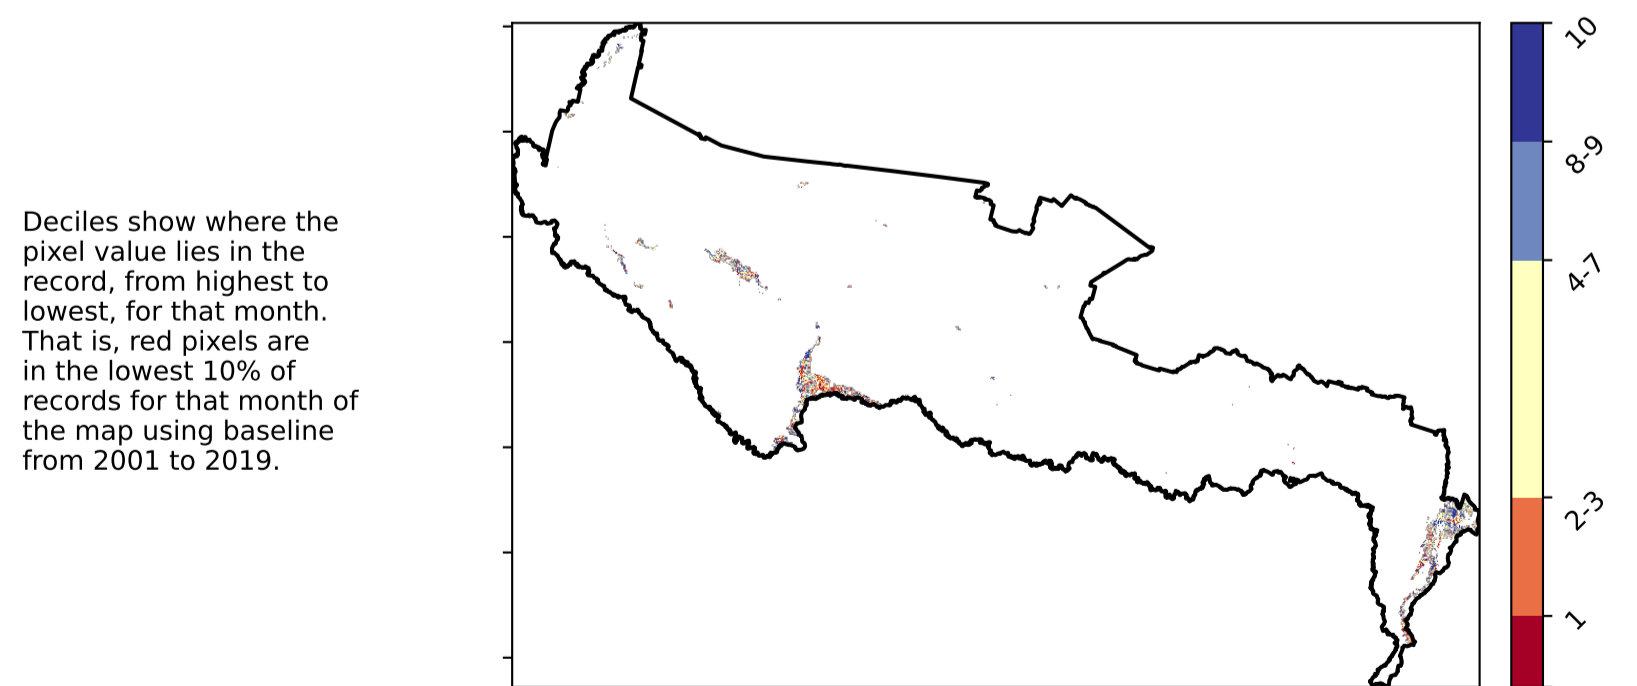 Deciles show where the
pixel value lies in the
record, from highest to
lowest, for that month.
That is, red pixels are
in the lowest 10% of
records for that month of
the map using baseline
from 2001 to 2019.
10
8-9
4-7
2-3
1